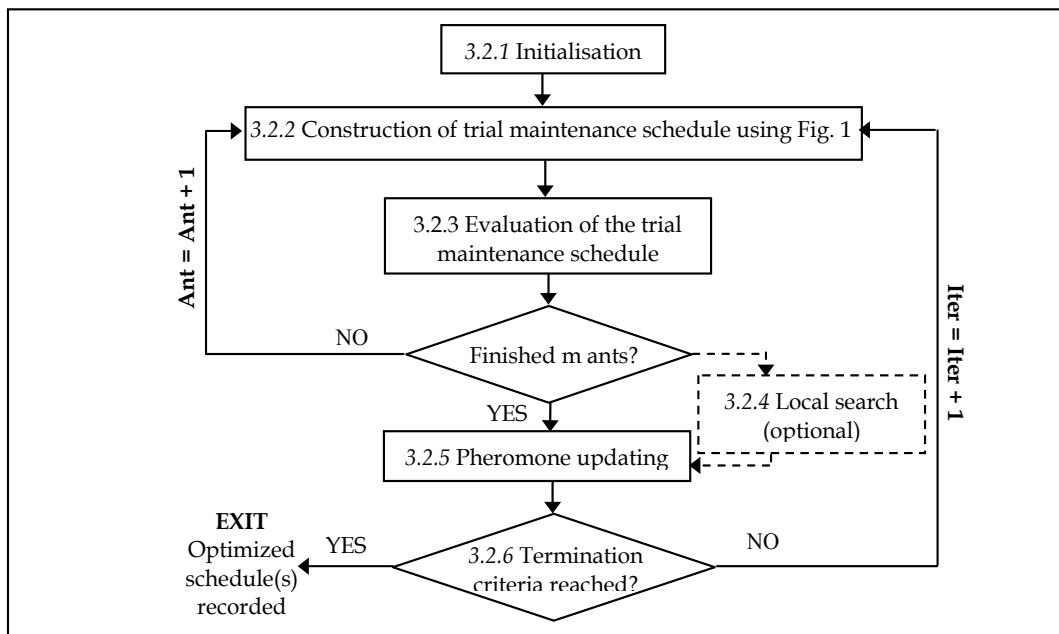 3.2.1 Initialisation
3.2.2 Construction of trial maintenance schedule using Fig. 1
Ant = Ant + 1
3.2.3 Evaluation of the trial
maintenance schedule
Iter = Iter + 1
NO
Finished m ants?
YES
3.2.4 Local search
(optional)
3.2.5 Pheromone updating
EXIT
Optimized
schedule(s)
recorded
YES
3.2.6 Termination
criteria reached?
NO